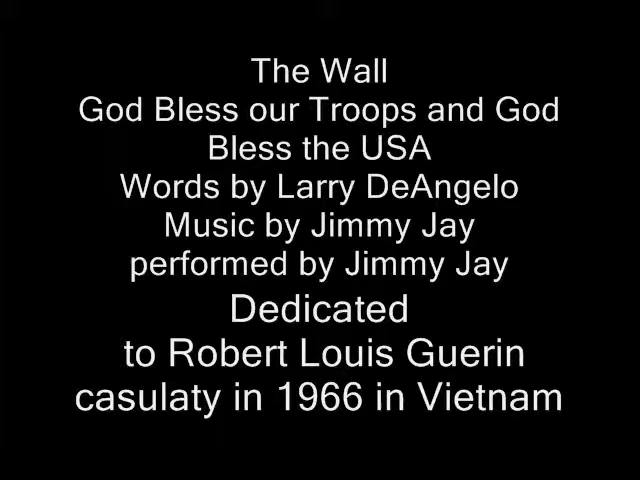 The Wall
God Bless our Troops and God
Bless the USA
Words by Larry DeAngelo
Music by Jimmy Jay
performed by Jimmy Jay
Dedicated
to Robert Louis Guerin
casulaty in 1966 in Vietnam